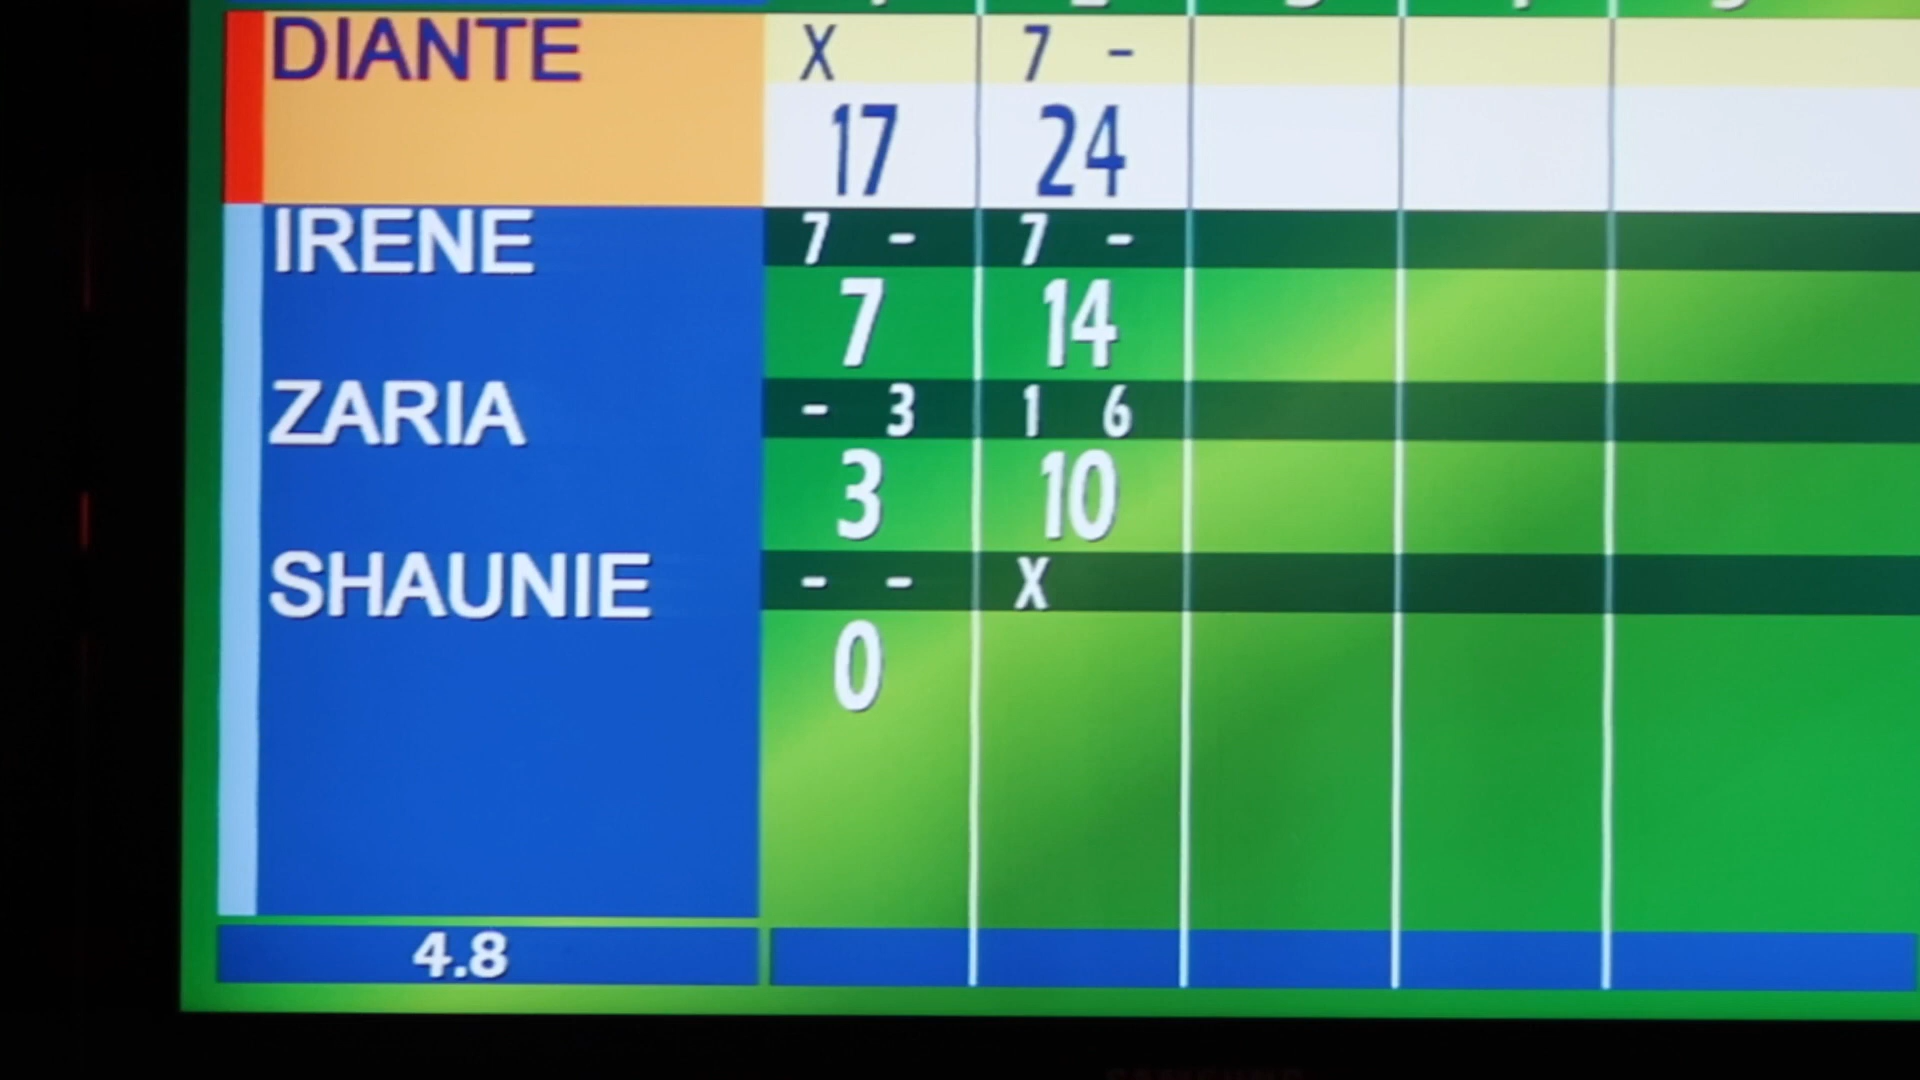 DIANTE X 7 -
17 24
IRENE 7 - 7 -
7 14
ZARIA - 3 1 6
3 10
SHAUNIE - - X
0
4.8